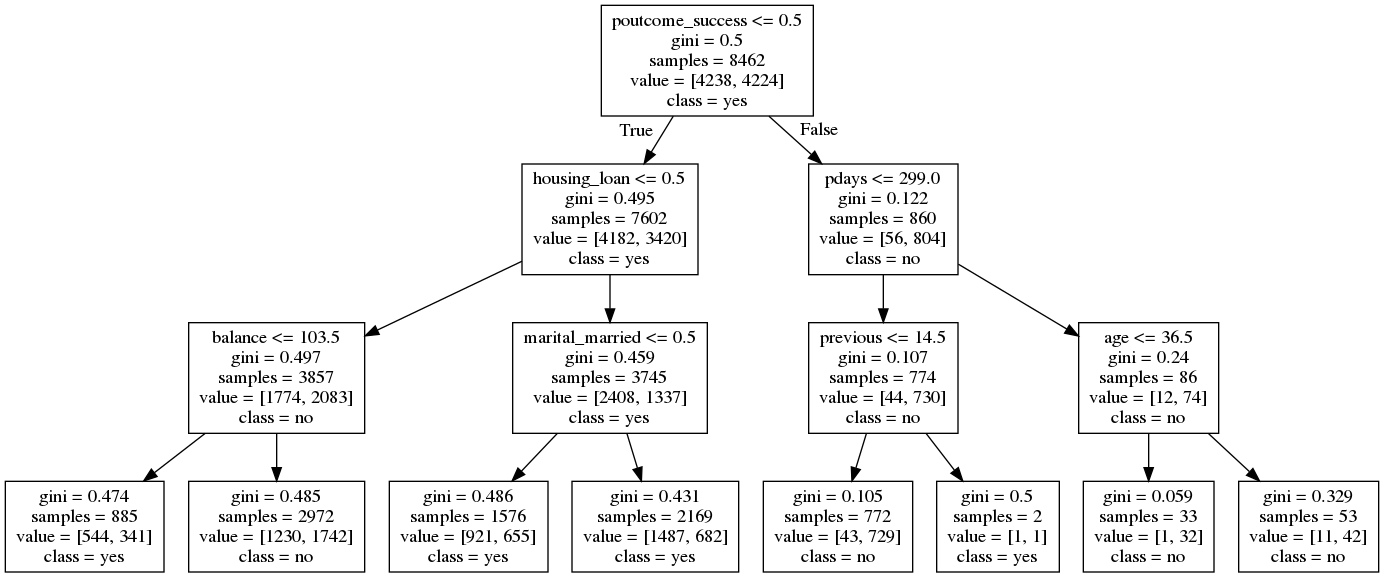 poutcome_success <= 0.5
gini = 0.5
samples = 8462
value = [4238, 4224]
class = yes
True
False
housing_loan <= 0.5
gini = 0.495
samples = 7602
value = [4182, 3420]
class = yes
pdays <= 299.0
gini = 0.122
samples = 860
value = [56, 804]
class = no
balance <= 103.5
gini = 0.497
samples = 3857
value = [1774, 2083]
class = no
marital_married <= 0.5
gini = 0.459
samples = 3745
value = [2408, 1337]
class = yes
previous <= 14.5
gini = 0.107
samples = 774
value = [44, 730]
class = no
age <= 36.5
gini = 0.24
samples = 86
value = [12, 74]
class = no
gini = 0.474
samples = 885
value = [544, 341]
class = yes
gini = 0.485
samples = 2972
value = [1230, 1742]
class = no
gini = 0.486
samples = 1576
value = [921, 655]
class = yes
gini = 0.431
samples = 2169
value = [1487, 682]
class = yes
gini = 0.105
samples = 772
value = [43, 729]
class = no
gini = 0.5
samples = 2
value = [1, 1]
class = yes
gini = 0.059
samples = 33
value = [1, 32]
class = no
gini = 0.329
samples = 53
value = [11, 42]
class = no